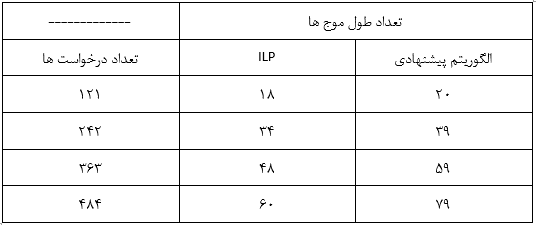 ------------- تعداد طول موج ها
تعداد درخواست ها ILP الگوریتم پیشنهادی
۱۲۱ ۱۸ ۲۰
۲۴۲ ۳۴ ۳۹
۳۶۳ ۴۸ ۵۹
۴۸۴ ۶۰ ۷۹